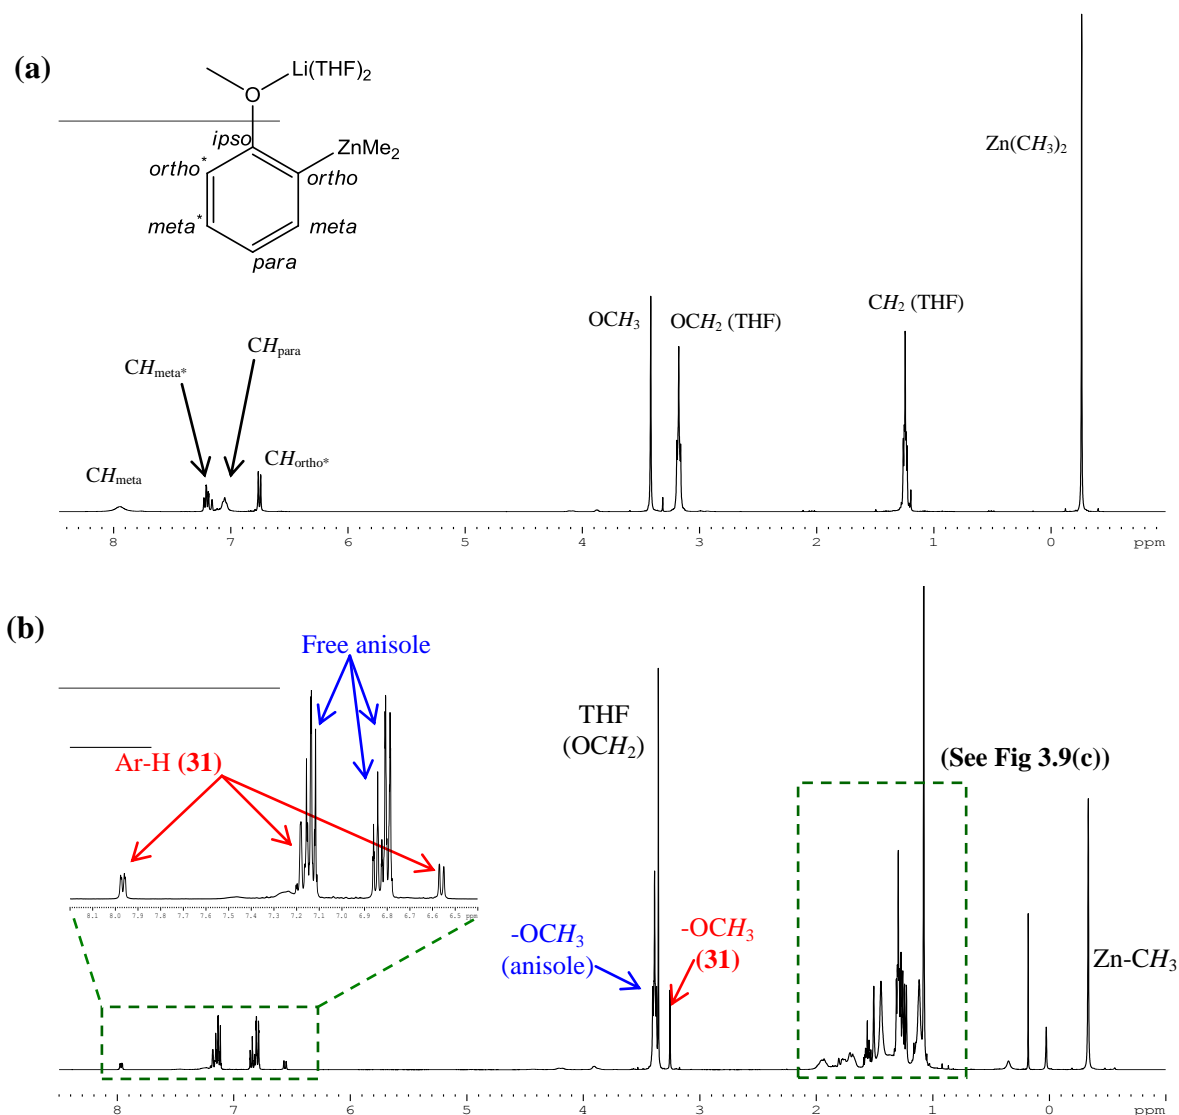 (a)
Li(THF)2
O
ipso
ZnMe2
ortho*
ortho
meta*
meta
para
Zn(CH3)2
OCH3
OCH2 (THF)
CH2 (THF)
CHpara
CHmeta*
CHmeta
CHortho*
8 7 6 5 4 3 2 1 0 ppm
(b)
Free anisole
THF
(OCH2)
(See Fig 3.9(c))
Ar-H (31)
8.1 8.0 7.9 7.8 7.7 7.6 7.5 7.4 7.3 7.2 7.1 7.0 6.9 6.8 6.7 6.6 6.5 ppm
-OCH3
(anisole)
-OCH3
(31)
Zn-CH3
8 7 6 5 4 3 2 1 0 ppm